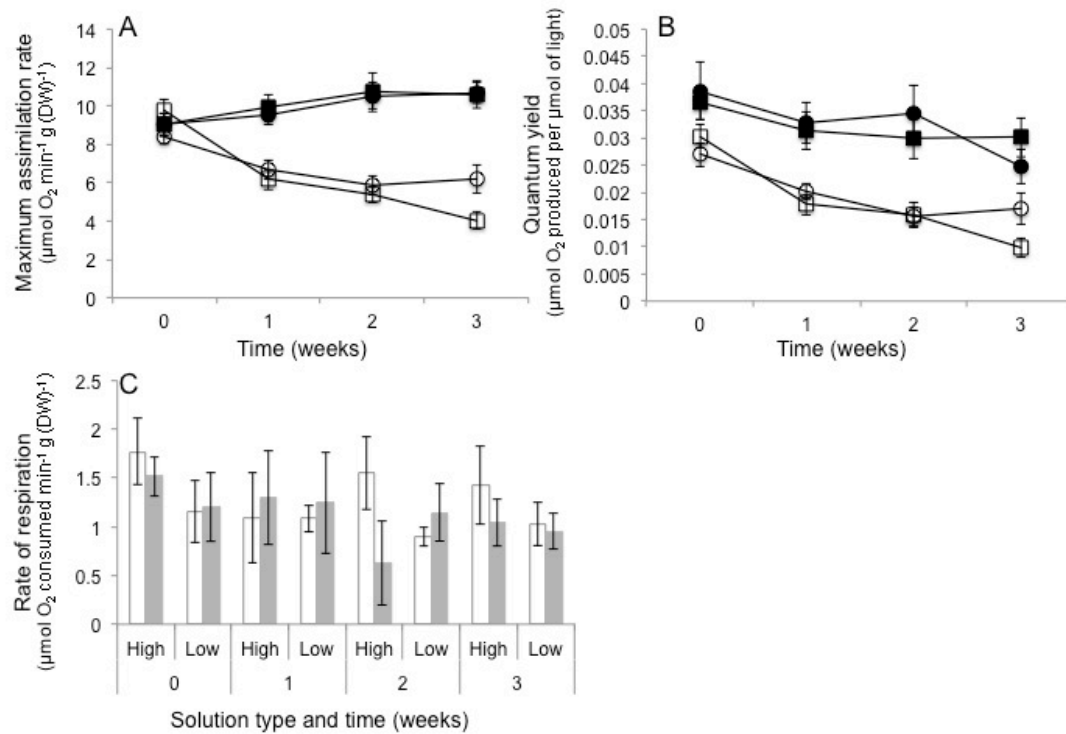 A
Maximum assimilation rate
(µmol O2 min-1 g (DW)-1
14
12
10
8
6
4
2
0
0 1 2 3
Time (weeks)
B
Quantum yield
(µmol O2 produced per µmol of light)
0.05
0.045
0.04
0.035
0.03
0.025
0.02
0.015
0.01
0.005
0
0 1 2 3
Time (weeks)
C
Rate of respiration
(µmol O2 consumed min-1 g (DW)-1
2.5
2
1.5
1
0.5
0
High Low High Low High Low High Low
0 1 2 3
Solution type and time (weeks)